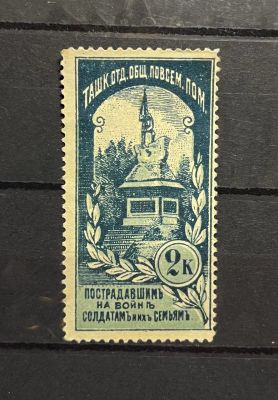 ТАШК. ОТД. ОБЩ. ПОВСЕМ. ПОМ.
2К
ПОСТРАДАВШИМЪ
НА ВОЙНѢ
СОЛДАТАМЪ И ИХЪ СЕМЬЯМЪ